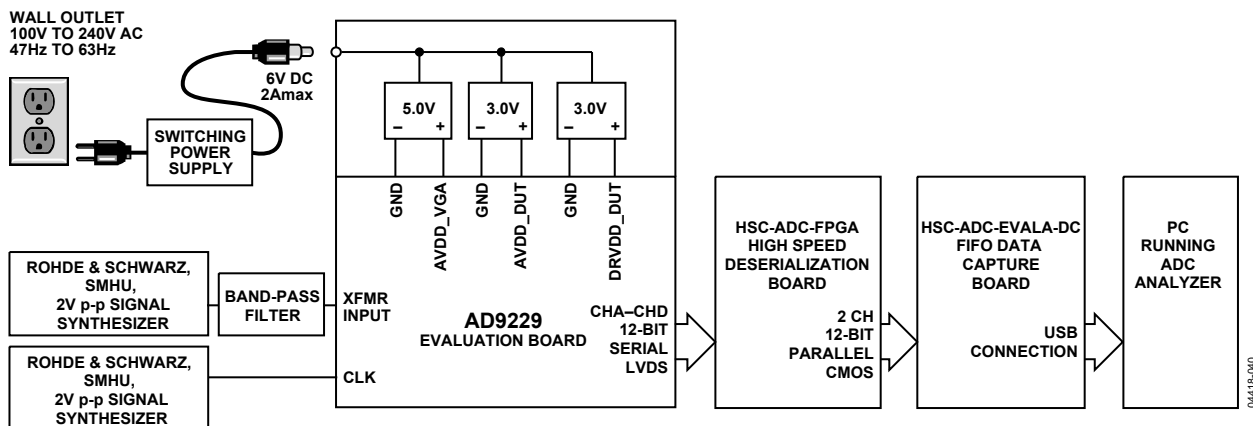 WALL OUTLET
100V TO 240V AC
47Hz TO 63Hz
6V DC
2Amax
SWITCHING
POWER
SUPPLY
5.0V
– +
3.0V
– +
3.0V
– +
GND
AVDD_VGA
GND
AVDD_DUT
GND
DRVDD_DUT
ROHDE & SCHWARZ,
SMHU,
2V p-p SIGNAL
SYNTHESIZER
BAND-PASS
FILTER
XFMR
INPUT
AD9229
EVALUATION BOARD
CHA–CHD
12-BIT
SERIAL
LVDS
ROHDE & SCHWARZ,
SMHU,
2V p-p SIGNAL
SYNTHESIZER
CLK
HSC-ADC-FPGA
HIGH SPEED
DESERIALIZATION
BOARD
2 CH
12-BIT
PARALLEL
CMOS
HSC-ADC-EVALA-DC
FIFO DATA
CAPTURE
BOARD
USB
CONNECTION
PC
RUNNING
ADC
ANALYZER
04418-040